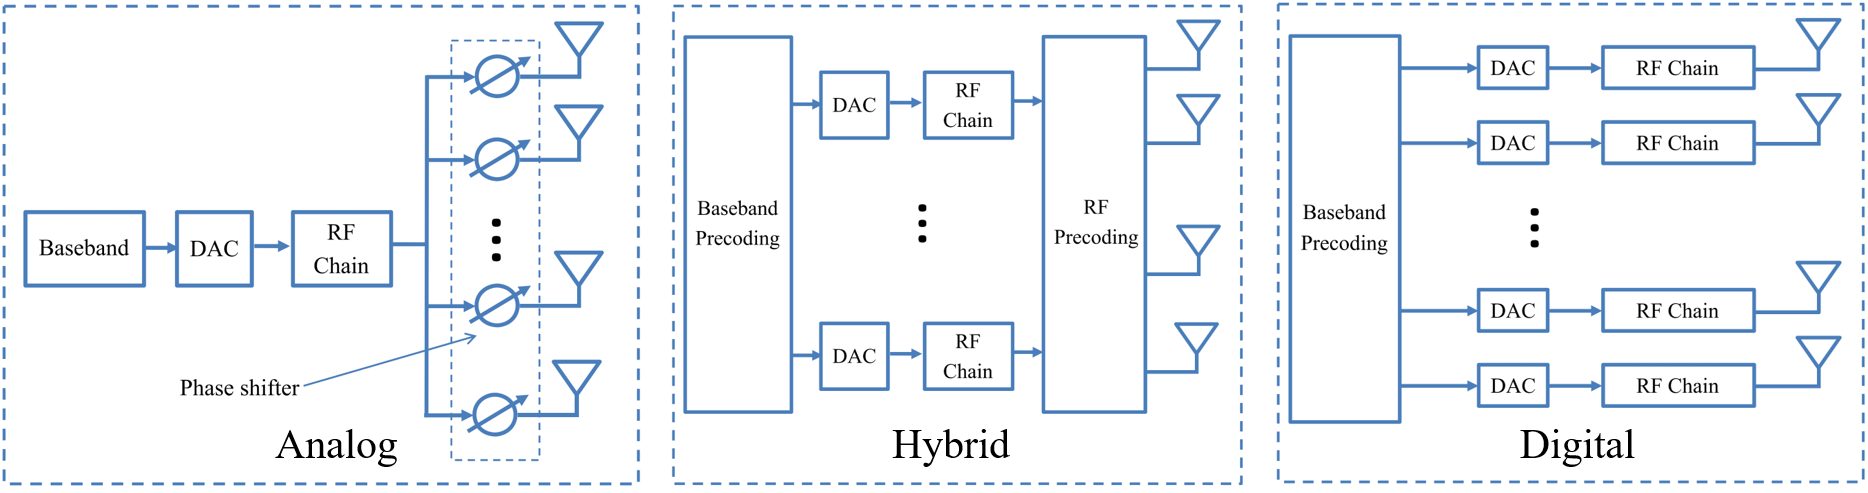 Baseband
DAC
RF
Chain
Phase shifter
Analog
Baseband
Precoding
DAC
RF
Chain
DAC
RF
Chain
RF
Precoding
Hybrid
Baseband
Precoding
DAC
RF Chain
DAC
RF Chain
DAC
RF Chain
DAC
RF Chain
Digital